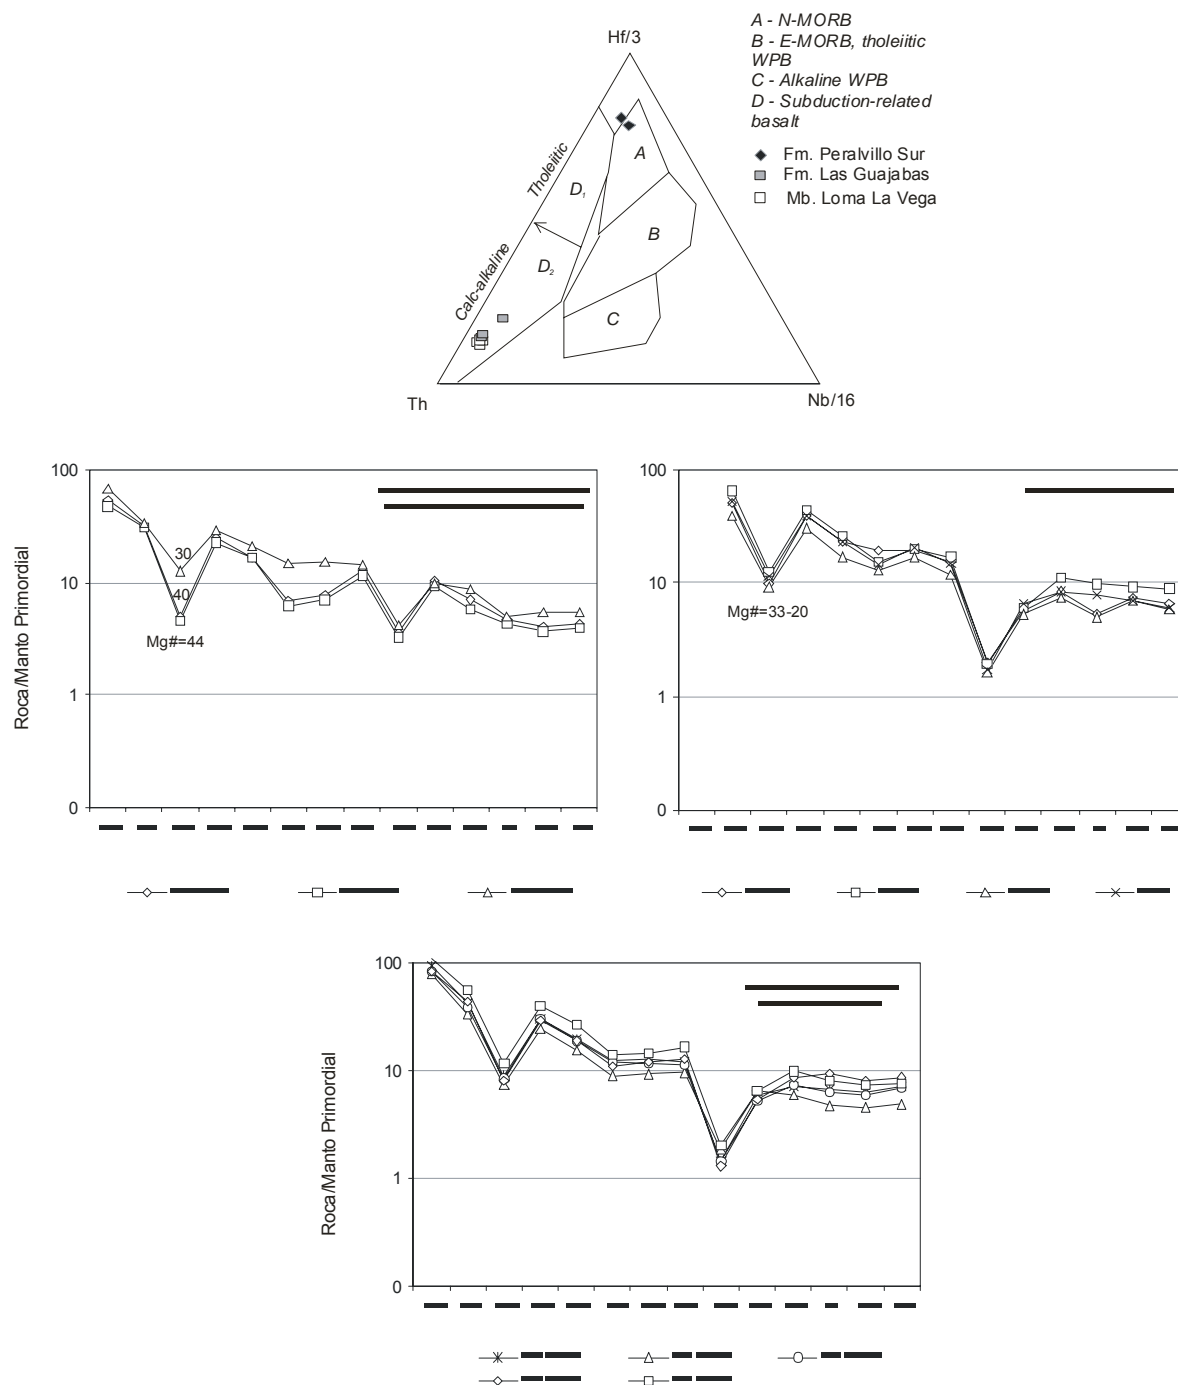 Hf/3
A - N-MORB
B - E-MORB, tholeiitic
WPB
C - Alkaline WPB
D - Subduction-related
basalt
Fm. Peralvillo Sur
Fm. Las Guajabas
Mb. Loma La Vega
Tholeiitic
Calc-alkaline
A
D1
B
D2
C
Th
Nb/16
100
10
1
0
Roca/Manto Primordial
30
40
Mg#=44
100
10
1
0
Mg#=33-20
100
10
1
0
Roca/Manto Primordial